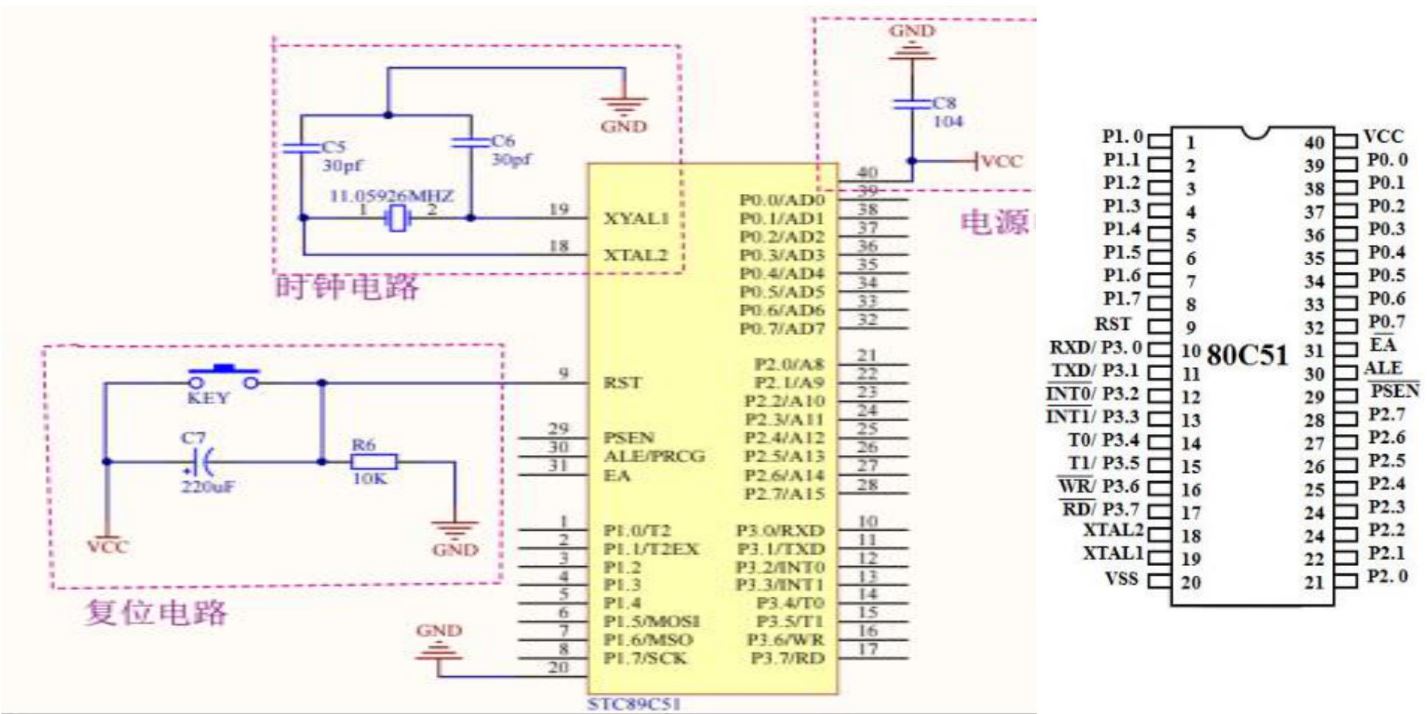 GND
C8
104
VCC
电源
GND
C5
30pf
C6
30pf
11.05926MHZ
1 2
时钟电路
19 XYAL1
18 XTAL2
KEY
C7
220uF
R6
10K
VCC
GND
复位电路
9 RST
29 PSEN
30 ALE/PRCG
31 EA
1 P1.0/T2
2 P1.1/T2EX
3 P1.2
4 P1.3
5 P1.4
6 P1.5/MOSI
7 P1.6/MSO
8 P1.7/SCK
20
GND
40
P0.0/AD0 39
P0.1/AD1 38
P0.2/AD2 37
P0.3/AD3 36
P0.4/AD4 35
P0.5/AD5 34
P0.6/AD6 33
P0.7/AD7 32
P2.0/A8 21
P2.1/A9 22
P2.2/A10 23
P2.3/A11 24
P2.4/A12 25
P2.5/A13 26
P2.6/A14 27
P2.7/A15 28
P3.0/RXD 10
P3.1/TXD 11
P3.2/INT0 12
P3.3/INT1 13
P3.4/T0 14
P3.5/T1 15
P3.6/WR 16
P3.7/RD 17
STC89C51
P1.0 1 40 VCC
P1.1 2 39 P0.0
P1.2 3 38 P0.1
P1.3 4 37 P0.2
P1.4 5 36 P0.3
P1.5 6 35 P0.4
P1.6 7 34 P0.5
P1.7 8 33 P0.6
RST 9 32 P0.7
RXD/ P3.0 10 80C51 31 EA
TXD/ P3.1 11 30 ALE
INT0/ P3.2 12 29 PSEN
INT1/ P3.3 13 28 P2.7
T0/ P3.4 14 27 P2.6
T1/ P3.5 15 26 P2.5
WR/ P3.6 16 25 P2.4
RD/ P3.7 17 24 P2.3
XTAL2 18 24 P2.2
XTAL1 19 22 P2.1
VSS 20 21 P2.0